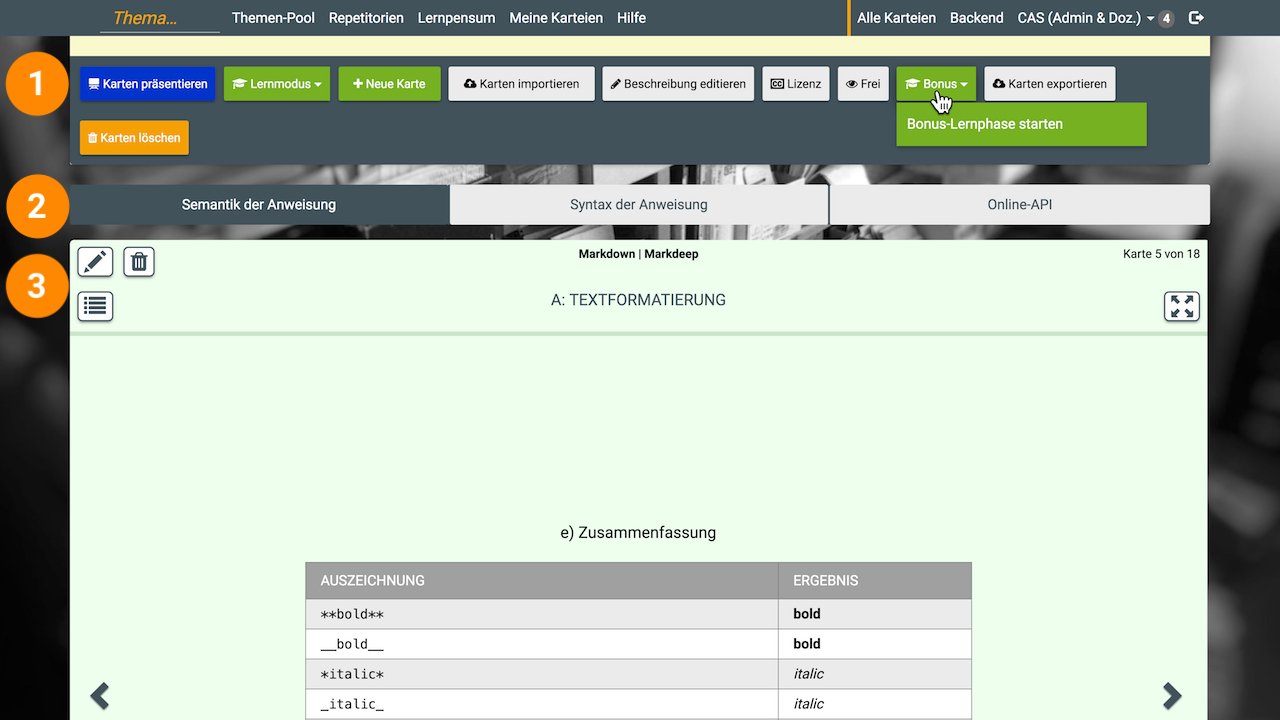 Thema... Themen-Pool Repetitorien Lernpensum Meine Karteien Hilfe Alle Karteien Backend CAS (Admin & Doz.) 4
1 Karten präsentieren Lernmodus Neue Karte Karten importieren Beschreibung editieren Lizenz Frei Bonus Karten exportieren
Bonus-Lernphase starten
Karten löschen
2 Semantik der Anweisung Syntax der Anweisung Online-API
Markdown | Markdeep Karte 5 von 18
3
A: TEXTFORMATIERUNG
e) Zusammenfassung
AUSZEICHNUNG ERGEBNIS
**bold** bold
__bold__ bold
*italic* italic
_italic_ italic